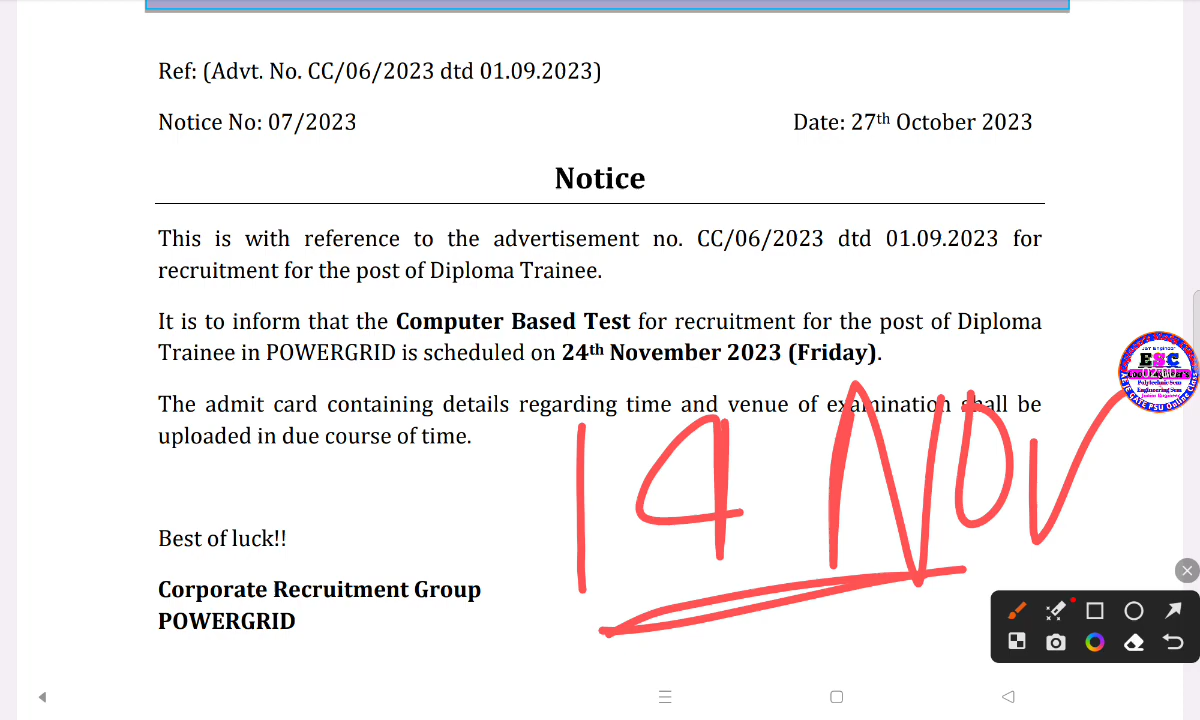 Ref: (Advt. No. CC/06/2023 dtd 01.09.2023)
Notice No: 07/2023 Date: 27th October 2023
Notice
This is with reference to the advertisement no. CC/06/2023 dtd 01.09.2023 for
recruitment for the post of Diploma Trainee.
It is to inform that the Computer Based Test for recruitment for the post of Diploma
Trainee in POWERGRID is scheduled on 24th November 2023 (Friday).
The admit card containing details regarding time and venue of examination shall be
uploaded in due course of time.
14 Nov
Best of luck!!
Corporate Recruitment Group
POWERGRID
ESC